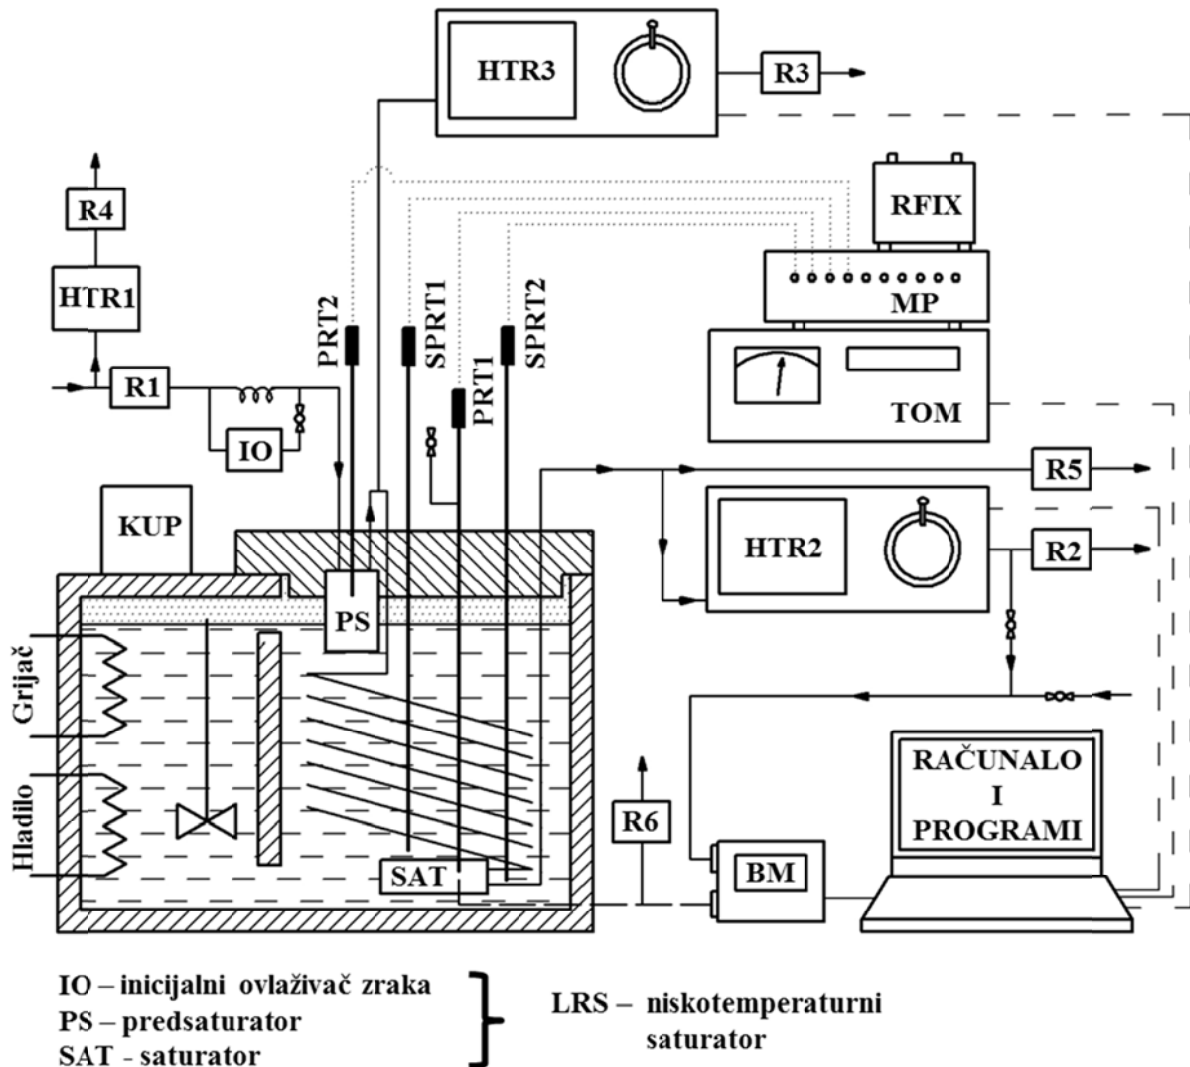 HTR3
R3
R4
RFIX
HTR1
MP
PRT2
SPRT1
SPRT2
PRT1
R1
TOM
IO
R5
KUP
HTR2
R2
PS
Grijač
Hladilo
RAČUNALO
I
PROGRAMI
R6
SAT
BM
IO – inicijalni ovlaživač zraka
PS – predsaturator
SAT - saturator
LRS – niskotemperaturni
saturator